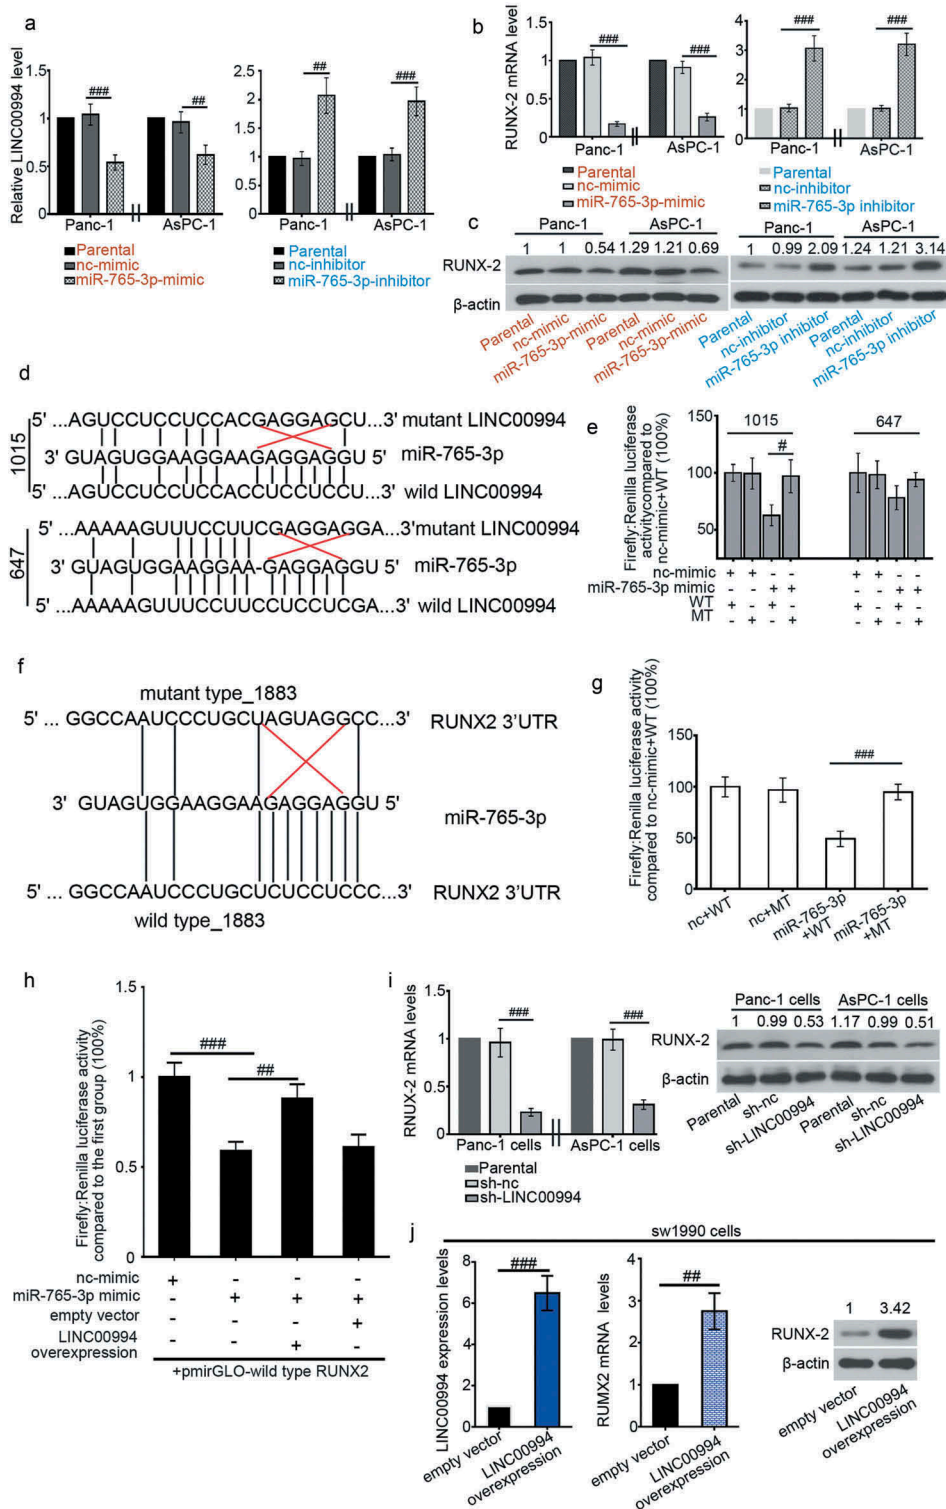 a
Relative LINC00994 level
1.5
1
0.5
0
###
##
Panc-1
AsPC-1
Parental
nc-mimic
miR-765-3p-mimic
2.5
2
1.5
1
0.5
0
##
###
Panc-1
AsPC-1
Parental
nc-inhibitor
miR-765-3p-inhibitor
b
RUNX-2 mRNA level
1.5
1
0.5
0
###
###
Panc-1
AsPC-1
Parental
nc-mimic
miR-765-3p-mimic
4
3
2
1
0
###
###
Panc-1
AsPC-1
Parental
nc-inhibitor
miR-765-3p inhibitor
c
Panc-1
AsPC-1
1 1 0.54 1.29 1.21 0.69
RUNX-2
β-actin
Parental
nc-mimic
miR-765-3p-mimic
Parental
nc-mimic
miR-765-3p-mimic
Panc-1
AsPC-1
1 0.99 2.09 1.24 1.21 3.14
Parental
nc-inhibitor
miR-765-3p inhibitor
Parental
nc-inhibitor
miR-765-3p inhibitor
d
1015
5' ...AGUCCUCCUCCACGAGGAGCU...3' mutant LINC00994
3' GUAGUGGAAGGAAGAGGAGGU 5' miR-765-3p
5' ...AGUCCUCCUCCACCUCCUCCU...3' wild LINC00994
647
5' ...AAAAAGUUUCCUUCGAGGAGGA...3' mutant LINC00994
3' GUAGUGGAAGGAA-GAGGAGGU 5' miR-765-3p
5' ...AAAAAGUUUCCUUCCUCCUCGA...3' wild LINC00994
e
Firefly:Renilla luciferase
activitycompared to
nc-mimic+WT (100%)
150
100
50
1015
#
647
nc-mimic + + - - + + - -
miR-765-3p mimic - - + + - - + +
WT + - + - + - + -
MT - + - + - + - +
f
mutant type_1883
5' ... GGCCAAUCCCUGCUAGUAGGCC...3' RUNX2 3'UTR
3' GUAGUGGAAGGAAGAGGAGGU 5'
miR-765-3p
5' ... GGCCAAUCCCUGCUCUCCUCCC...3' RUNX2 3'UTR
wild type_1883
g
Firefly:Renilla luciferase activity
compared to nc-mimic+WT (100%)
150
100
50
0
###
nc+WT
nc+MT
miR-765-3p
+WT
miR-765-3p
+MT
h
Firefly:Renilla luciferase activity
compared to the first group (100%)
1.5
1
0.5
0
###
##
nc-mimic + - - -
miR-765-3p mimic - + + +
empty vector - - - +
LINC00994
overexpression - - + -
+pmirGLO-wild type RUNX2
i
RNUX-2 mRNA levels
1.5
1
0.5
0
###
###
Panc-1 cells
AsPC-1 cells
Parental
sh-nc
sh-LINC00994
Panc-1 cells
AsPC-1 cells
1 0.99 0.53 1.17 0.99 0.51
RUNX-2
β-actin
Parental
sh-nc
sh-LINC00994
Parental
sh-nc
sh-LINC00994
j
sw1990 cells
LINC00994 expression levels
8
6
4
2
0
###
empty vector
LINC00994
overexpression
RUMX2 mRNA levels
4
3
2
1
0
##
empty vector
LINC00994
overexpression
1 3.42
RUNX-2
β-actin
empty vector
LINC00994
overexpression